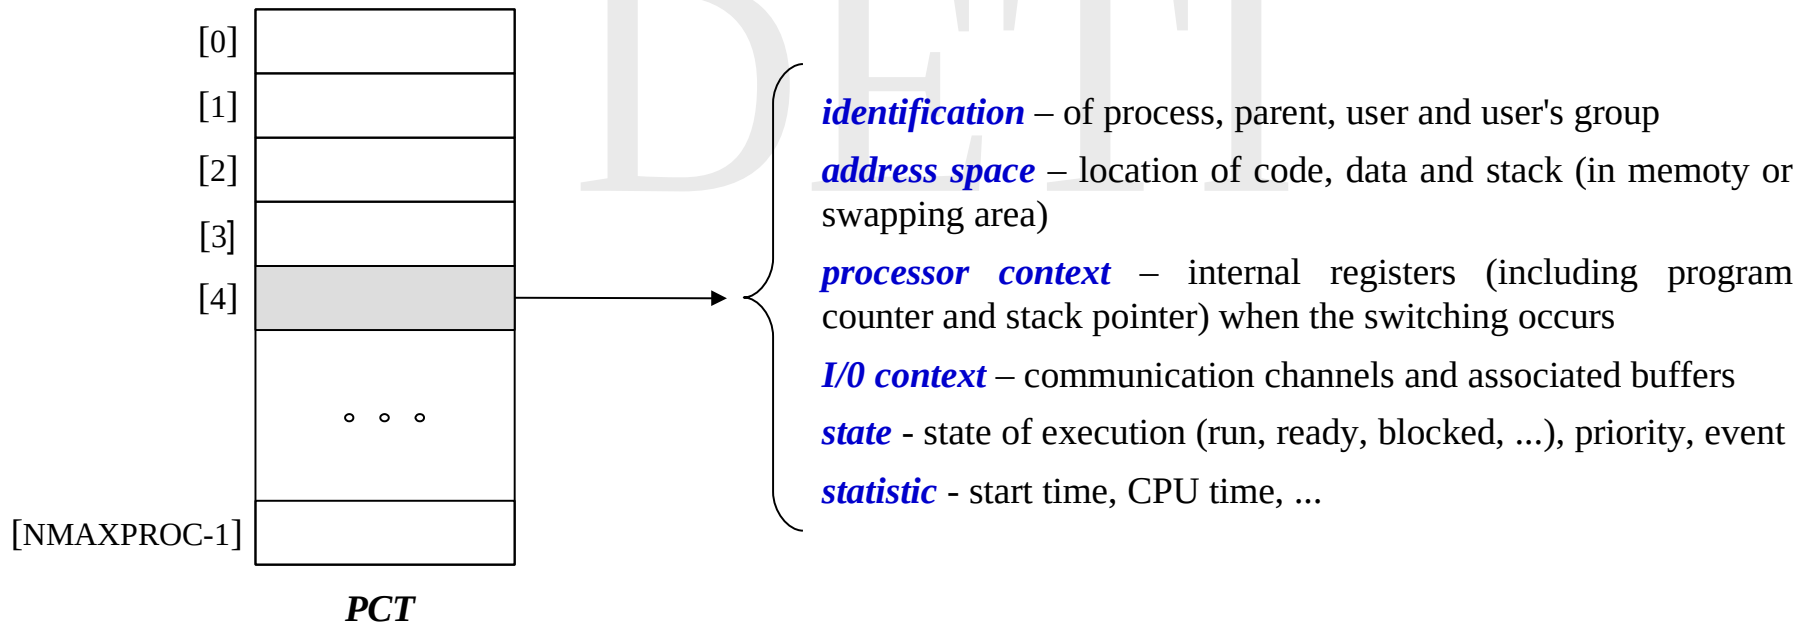 DETI
[0]
[1]
[2]
[3]
[4]
[NMAXPROC-1]
PCT
identification – of process, parent, user and user's group
address space – location of code, data and stack (in memoty or
swapping area)
processor context – internal registers (including program
counter and stack pointer) when the switching occurs
I/0 context – communication channels and associated buffers
state - state of execution (run, ready, blocked, ...), priority, event
statistic - start time, CPU time, ...